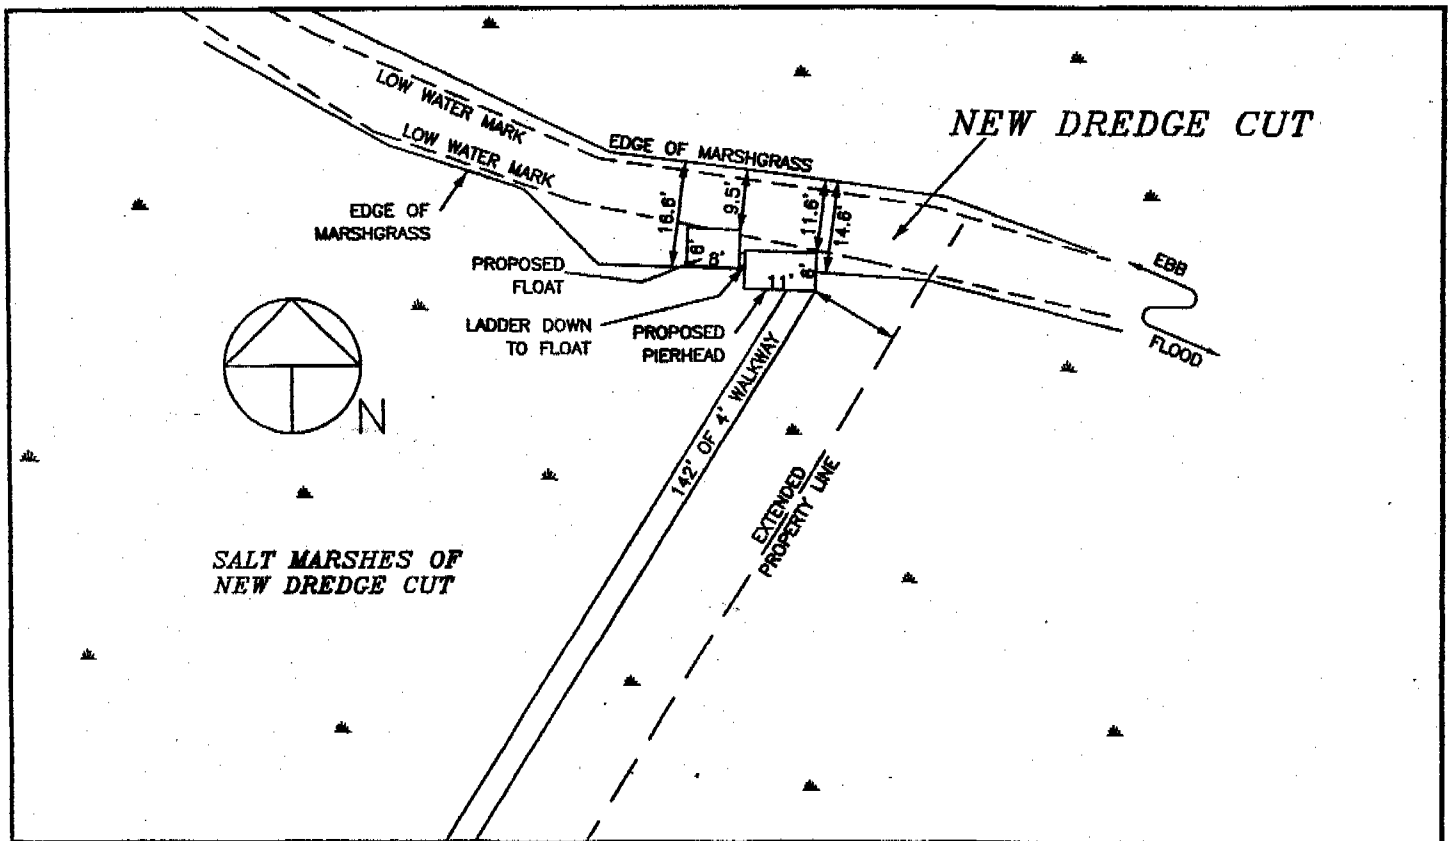 LOW WATER MARK
LOW WATER MARK
EDGE OF MARSHGRASS
NEW DREDGE CUT
EDGE OF
MARSHGRASS
16.6'
9.5'
11.6'
14.6'
6'
8'
11'
PROPOSED
FLOAT
LADDER DOWN
TO FLOAT
PROPOSED
PIERHEAD
EBB
FLOOD
N
142' OF 4' WALKWAY
EXTENDED
PROPERTY LINE
SALT MARSHES OF
NEW DREDGE CUT